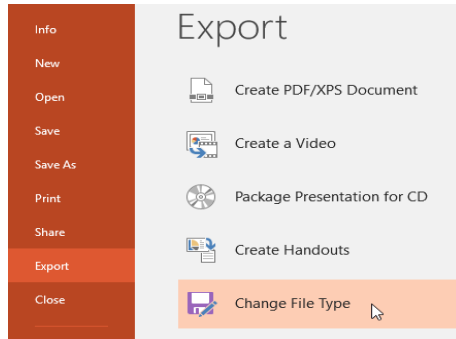 Info
New
Open
Save
Save As
Print
Share
Export
Close
Export
Create PDF/XPS Document
Create a Video
Package Presentation for CD
Create Handouts
Change File Type